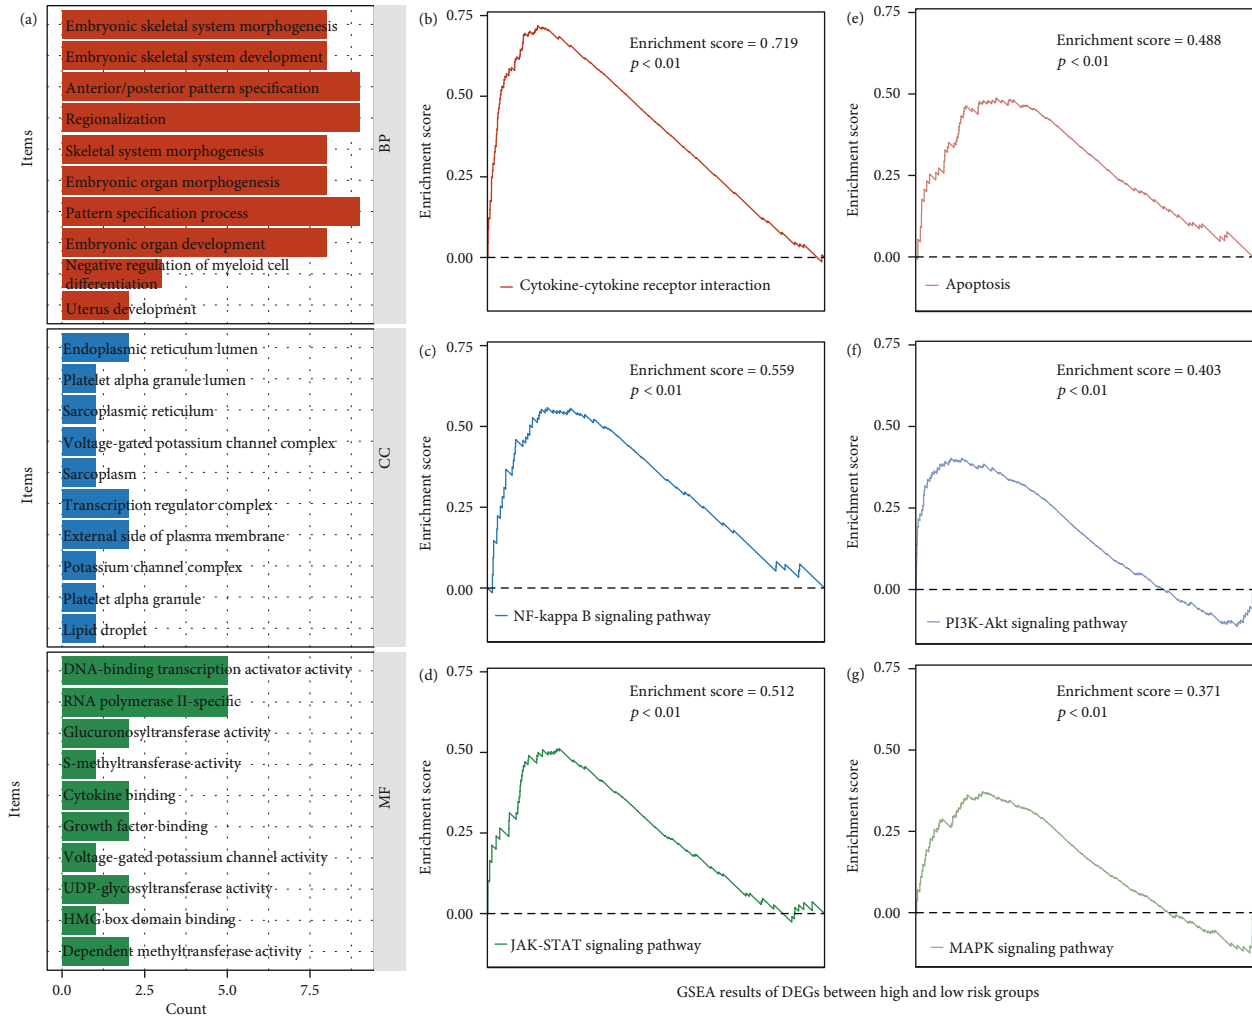 (a)
Items
Embryonic skeletal system morphogenesis
Embryonic skeletal system development
Anterior/posterior pattern specification
Regionalization
Skeletal system morphogenesis
Embryonic organ morphogenesis
Pattern specification process
Embryonic organ development
Negative regulation of myeloid cell
differentiation
Uterus development
BP
Items
Endoplasmic reticulum lumen
Platelet alpha granule lumen
Sarcoplasmic reticulum
Voltage-gated potassium channel complex
Sarcoplasm
Transcription regulator complex
External side of plasma membrane
Potassium channel complex
Platelet alpha granule
Lipid droplet
CC
Items
DNA-binding transcription activator activity
RNA polymerase II-specific
Glucuronosyltransferase activity
S-methyltransferase activity
Cytokine binding
Growth factor binding
Voltage-gated potassium channel activity
UDP-glycosyltransferase activity
HMG box domain binding
Dependent methyltransferase activity
MF
0.0 2.5 5.0 7.5
Count
(b)
Enrichment score
0.75
0.50
0.25
0.00
Enrichment score = 0 .719
p < 0.01
Cytokine-cytokine receptor interaction
(c)
Enrichment score
0.75
0.50
0.25
0.00
Enrichment score = 0.559
p < 0.01
NF-kappa B signaling pathway
(d)
Enrichment score
0.75
0.50
0.25
0.00
Enrichment score = 0.512
p < 0.01
JAK-STAT signaling pathway
(e)
Enrichment score
0.75
0.50
0.25
0.00
Enrichment score = 0.488
p < 0.01
Apoptosis
(f)
Enrichment score
0.75
0.50
0.25
0.00
Enrichment score = 0.403
p < 0.01
PI3K-Akt signaling pathway
(g)
Enrichment score
0.75
0.50
0.25
0.00
Enrichment score = 0.371
p < 0.01
MAPK signaling pathway
GSEA results of DEGs between high and low risk groups